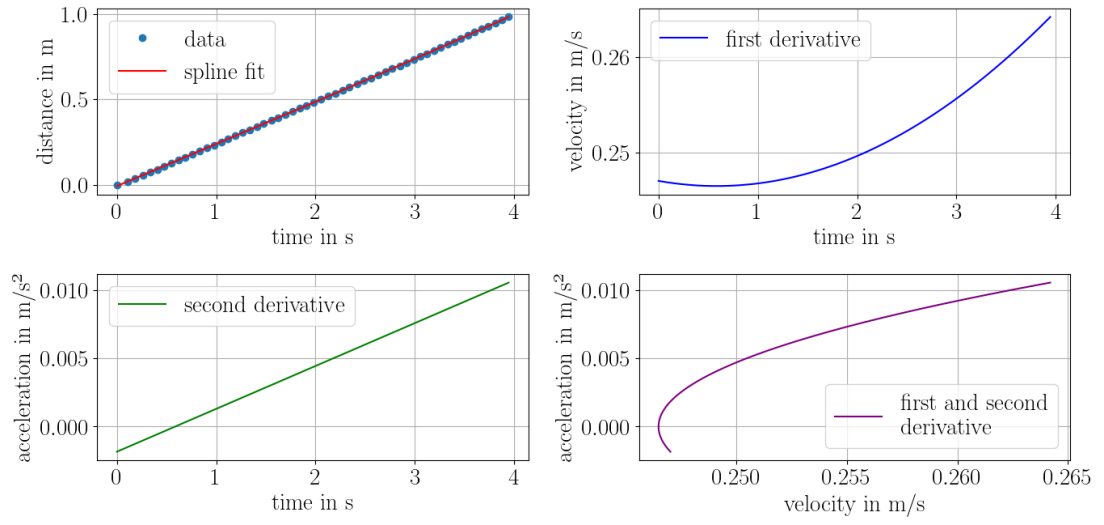 1.0
0.5
0.0
distance in m
data
spline fit
0 1 2 3 4
time in s
0.26
0.25
velocity in m/s
first derivative
0 1 2 3 4
time in s
0.010
0.005
0.000
acceleration in m/s²
second derivative
0 1 2 3 4
time in s
0.010
0.005
0.000
acceleration in m/s²
first and second
derivative
0.250 0.255 0.260 0.265
velocity in m/s